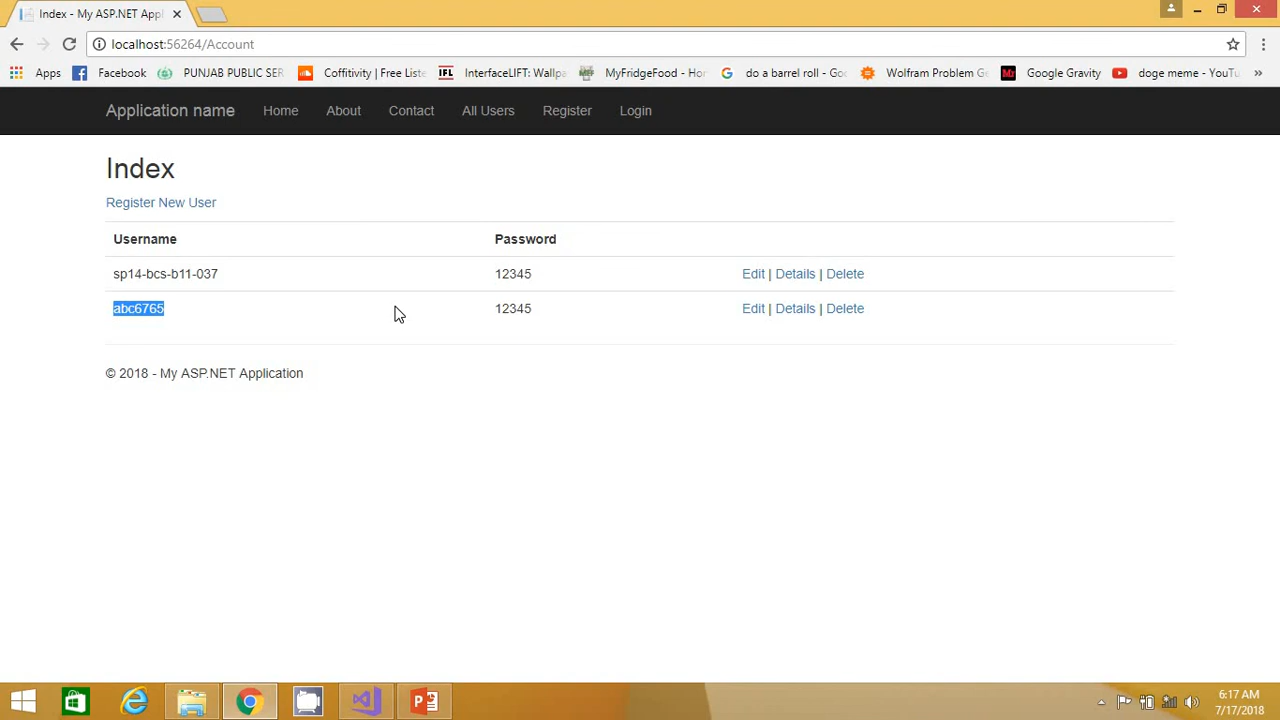 Index - My ASP.NET Appl
localhost:56264/Account
Apps Facebook PUNJAB PUBLIC SER Coffitivity | Free Liste IFL InterfaceLIFT: Wallpa MyFridgeFood - Hor do a barrel roll - Goo Wolfram Problem Ge Mr Google Gravity doge meme - YouTu »
Application name Home About Contact All Users Register Login
Index
Register New User
Username Password
sp14-bcs-b11-037 12345 Edit | Details | Delete
abc6765 12345 Edit | Details | Delete
© 2018 - My ASP.NET Application
6:17 AM
7/17/2018